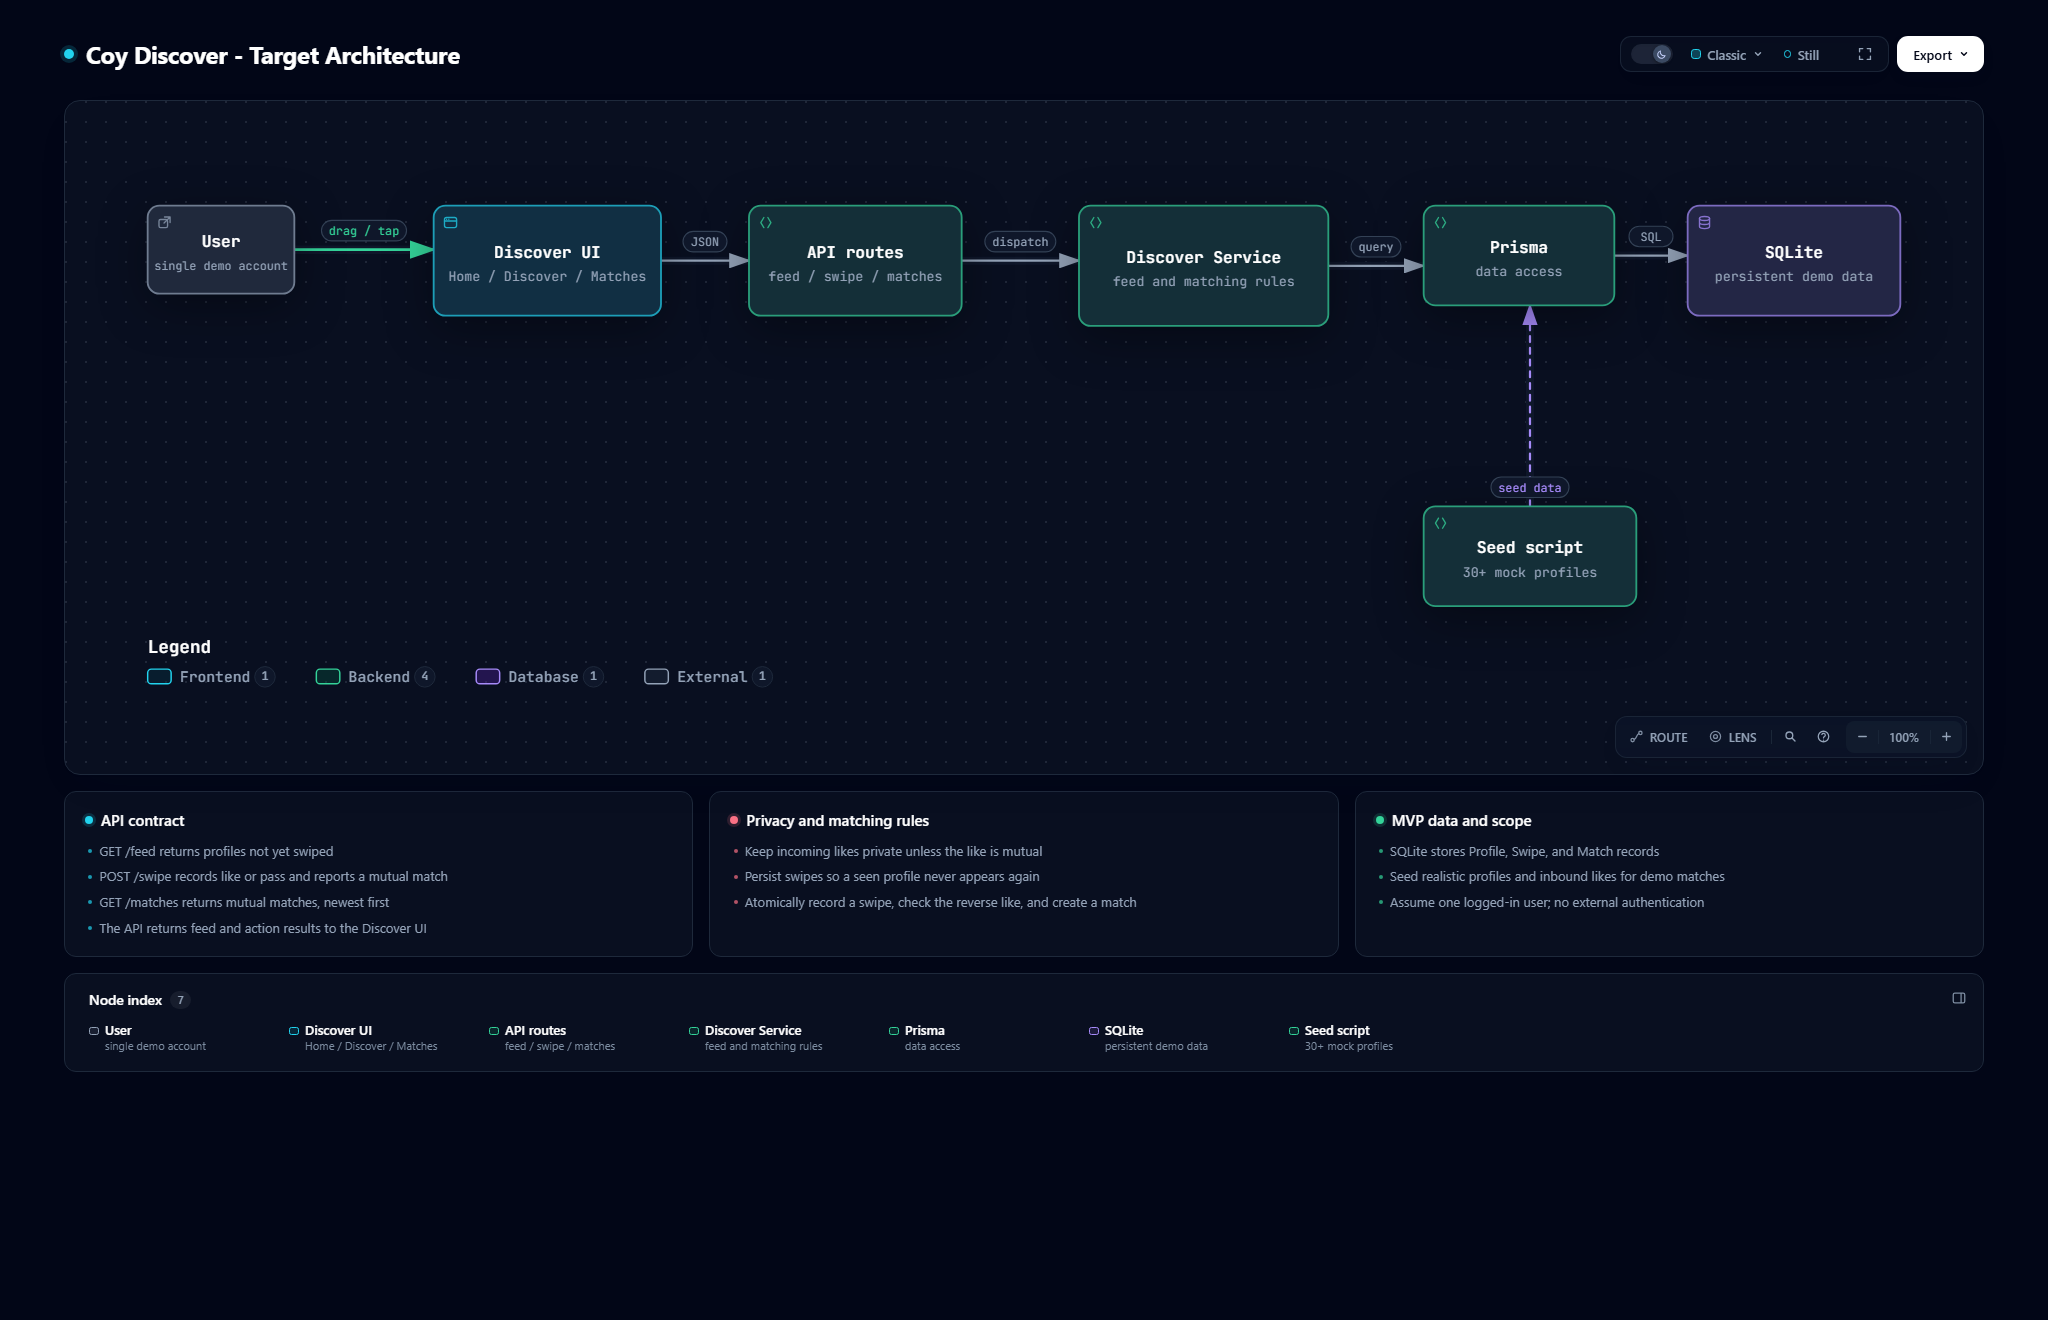 Coy Discover - Target Architecture
Classic
Still
Export
User
single demo account
drag / tap
Discover UI
Home / Discover / Matches
JSON
API routes
feed / swipe / matches
dispatch
Discover Service
feed and matching rules
query
Prisma
data access
SQL
SQLite
persistent demo data
seed data
Seed script
30+ mock profiles
Legend
Frontend 1
Backend 4
Database 1
External 1
ROUTE
LENS
100%
API contract
GET /feed returns profiles not yet swiped
POST /swipe records like or pass and reports a mutual match
GET /matches returns mutual matches, newest first
The API returns feed and action results to the Discover UI
Privacy and matching rules
Keep incoming likes private unless the like is mutual
Persist swipes so a seen profile never appears again
Atomically record a swipe, check the reverse like, and create a match
MVP data and scope
SQLite stores Profile, Swipe, and Match records
Seed realistic profiles and inbound likes for demo matches
Assume one logged-in user; no external authentication
Node index 7
User
single demo account
Discover UI
Home / Discover / Matches
API routes
feed / swipe / matches
Discover Service
feed and matching rules
Prisma
data access
SQLite
persistent demo data
Seed script
30+ mock profiles